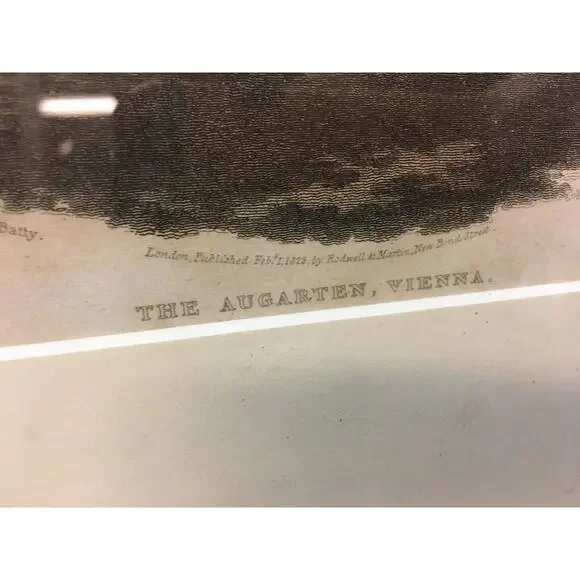 Batty.
London, Published Feb.y 1, 1823, by Rodwell & Martin, New Bond Street.
THE AUGARTEN, VIENNA.